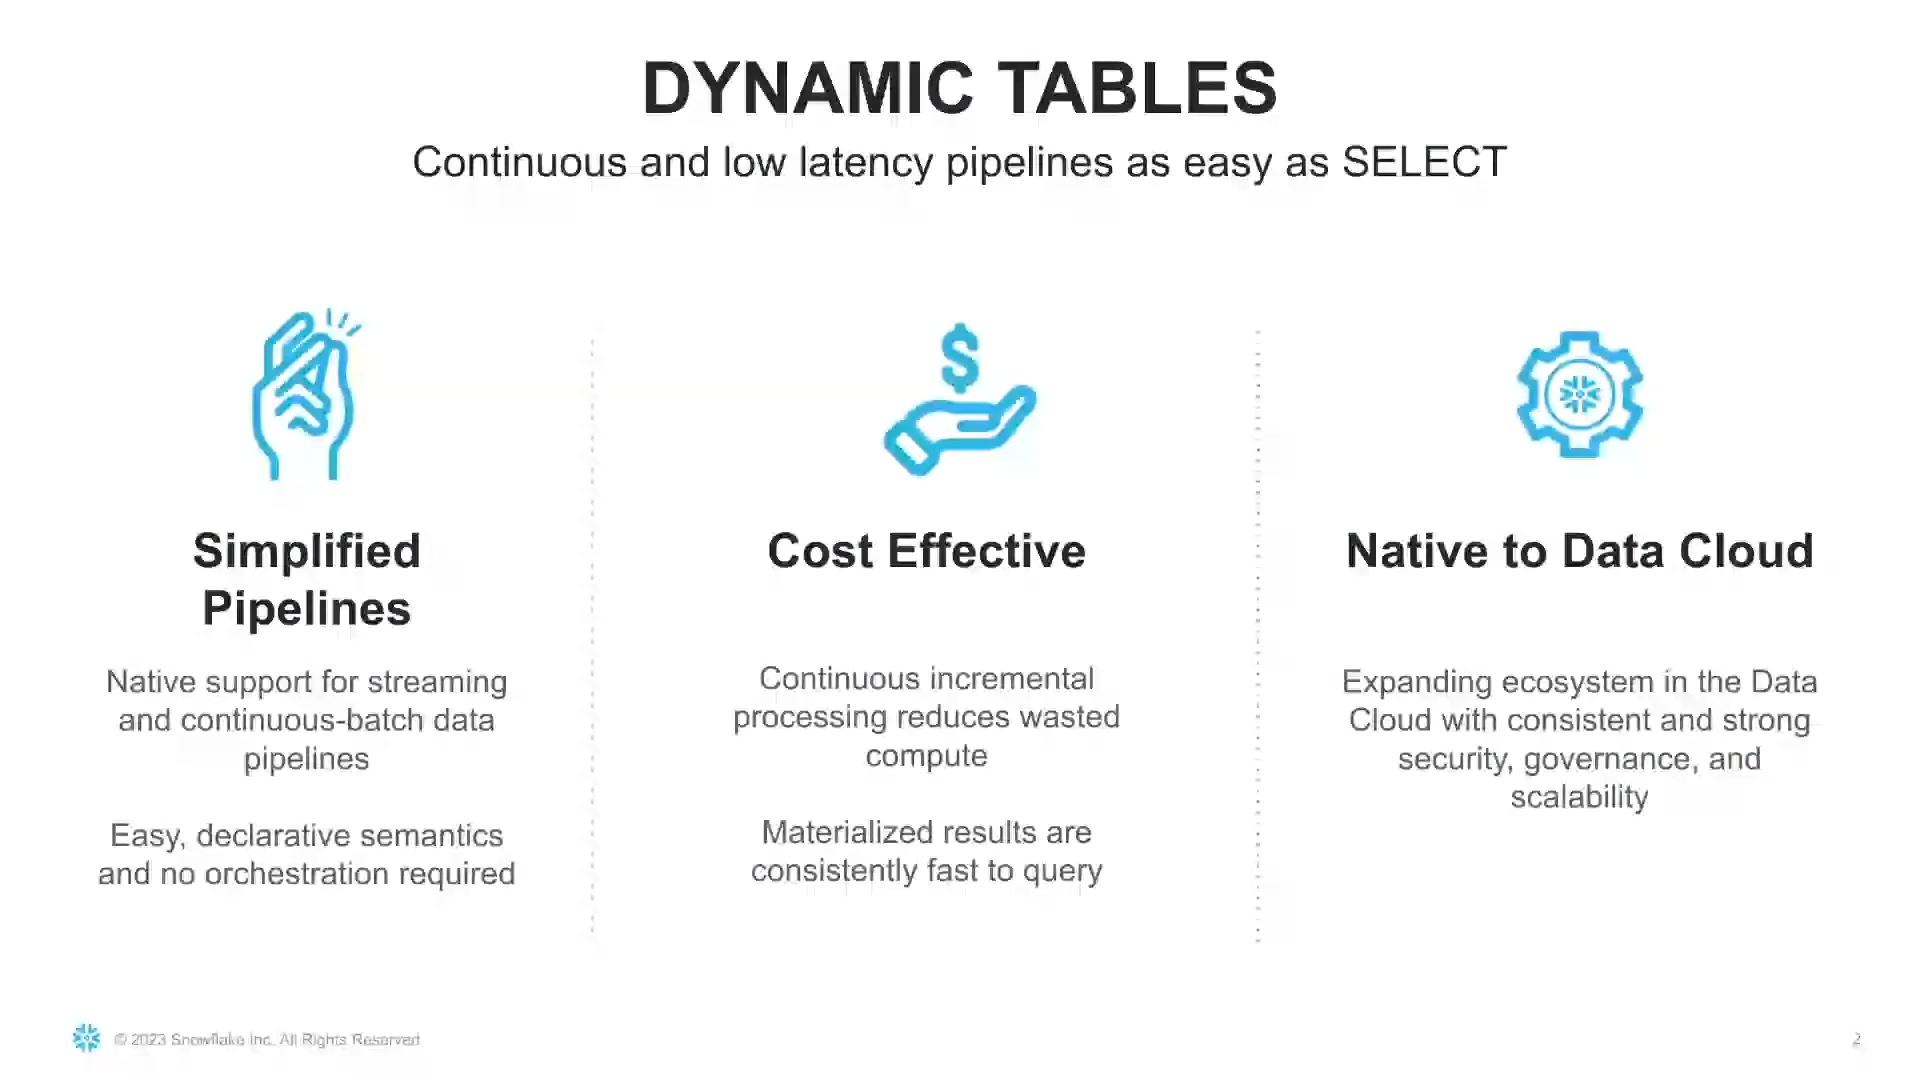 DYNAMIC TABLES
Continuous and low latency pipelines as easy as SELECT
Simplified
Pipelines
Native support for streaming
and continuous-batch data
pipelines
Easy, declarative semantics
and no orchestration required
$
Cost Effective
Continuous incremental
processing reduces wasted
compute
Materialized results are
consistently fast to query
Native to Data Cloud
Expanding ecosystem in the Data
Cloud with consistent and strong
security, governance, and
scalability
© 2023 Snowflake Inc. All Rights Reserved
2